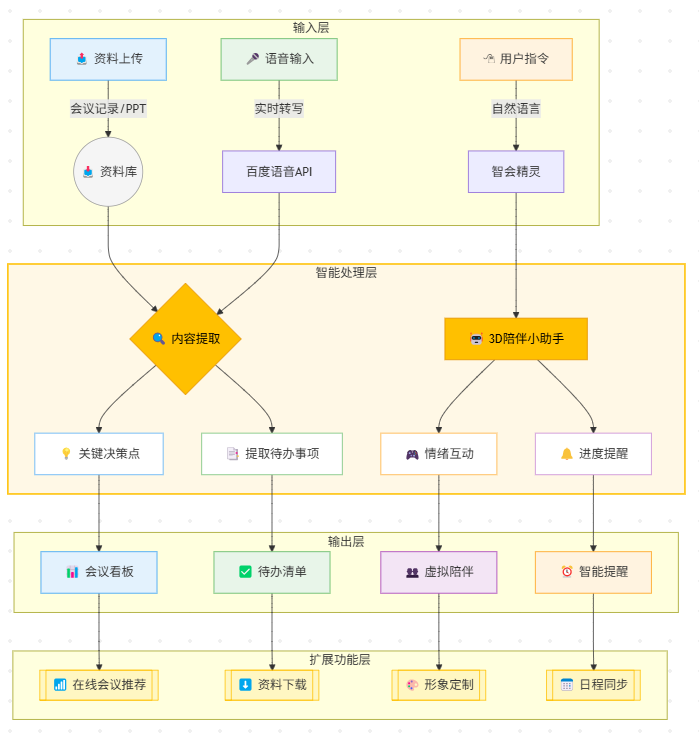 输入层
资料上传
语音输入
用户指令
会议记录/PPT
实时转写
自然语言
资料库
百度语音API
智会精灵
智能处理层
内容提取
3D陪伴小助手
关键决策点
提取待办事项
情绪互动
进度提醒
输出层
会议看板
待办清单
虚拟陪伴
智能提醒
扩展功能层
在线会议推荐
资料下载
形象定制
日程同步